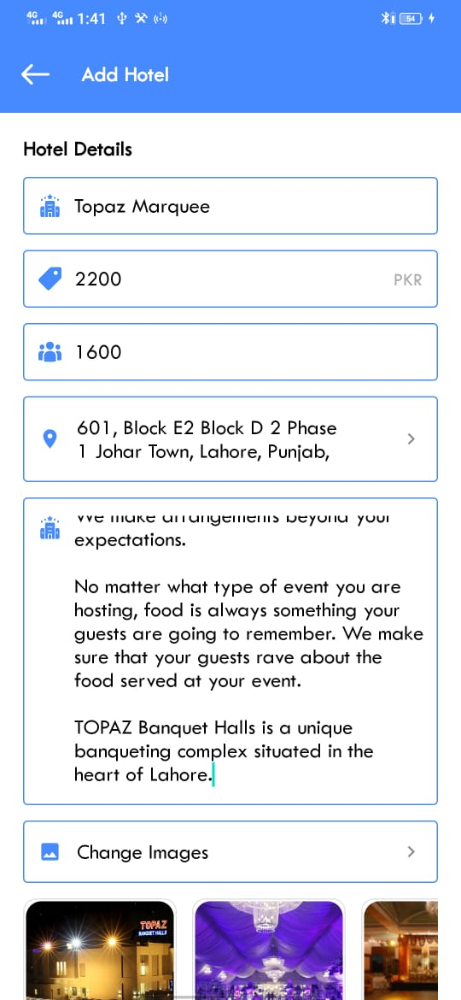 4G 4G 1:41 54
Add Hotel
Hotel Details
Topaz Marquee
2200 PKR
1600
601, Block E2 Block D 2 Phase
1 Johar Town, Lahore, Punjab,
We make arrangements beyond your
expectations.
No matter what type of event you are
hosting, food is always something your
guests are going to remember. We make
sure that your guests rave about the
food served at your event.
TOPAZ Banquet Halls is a unique
banqueting complex situated in the
heart of Lahore.
Change Images
TOPAZ
BANQUET HALLS